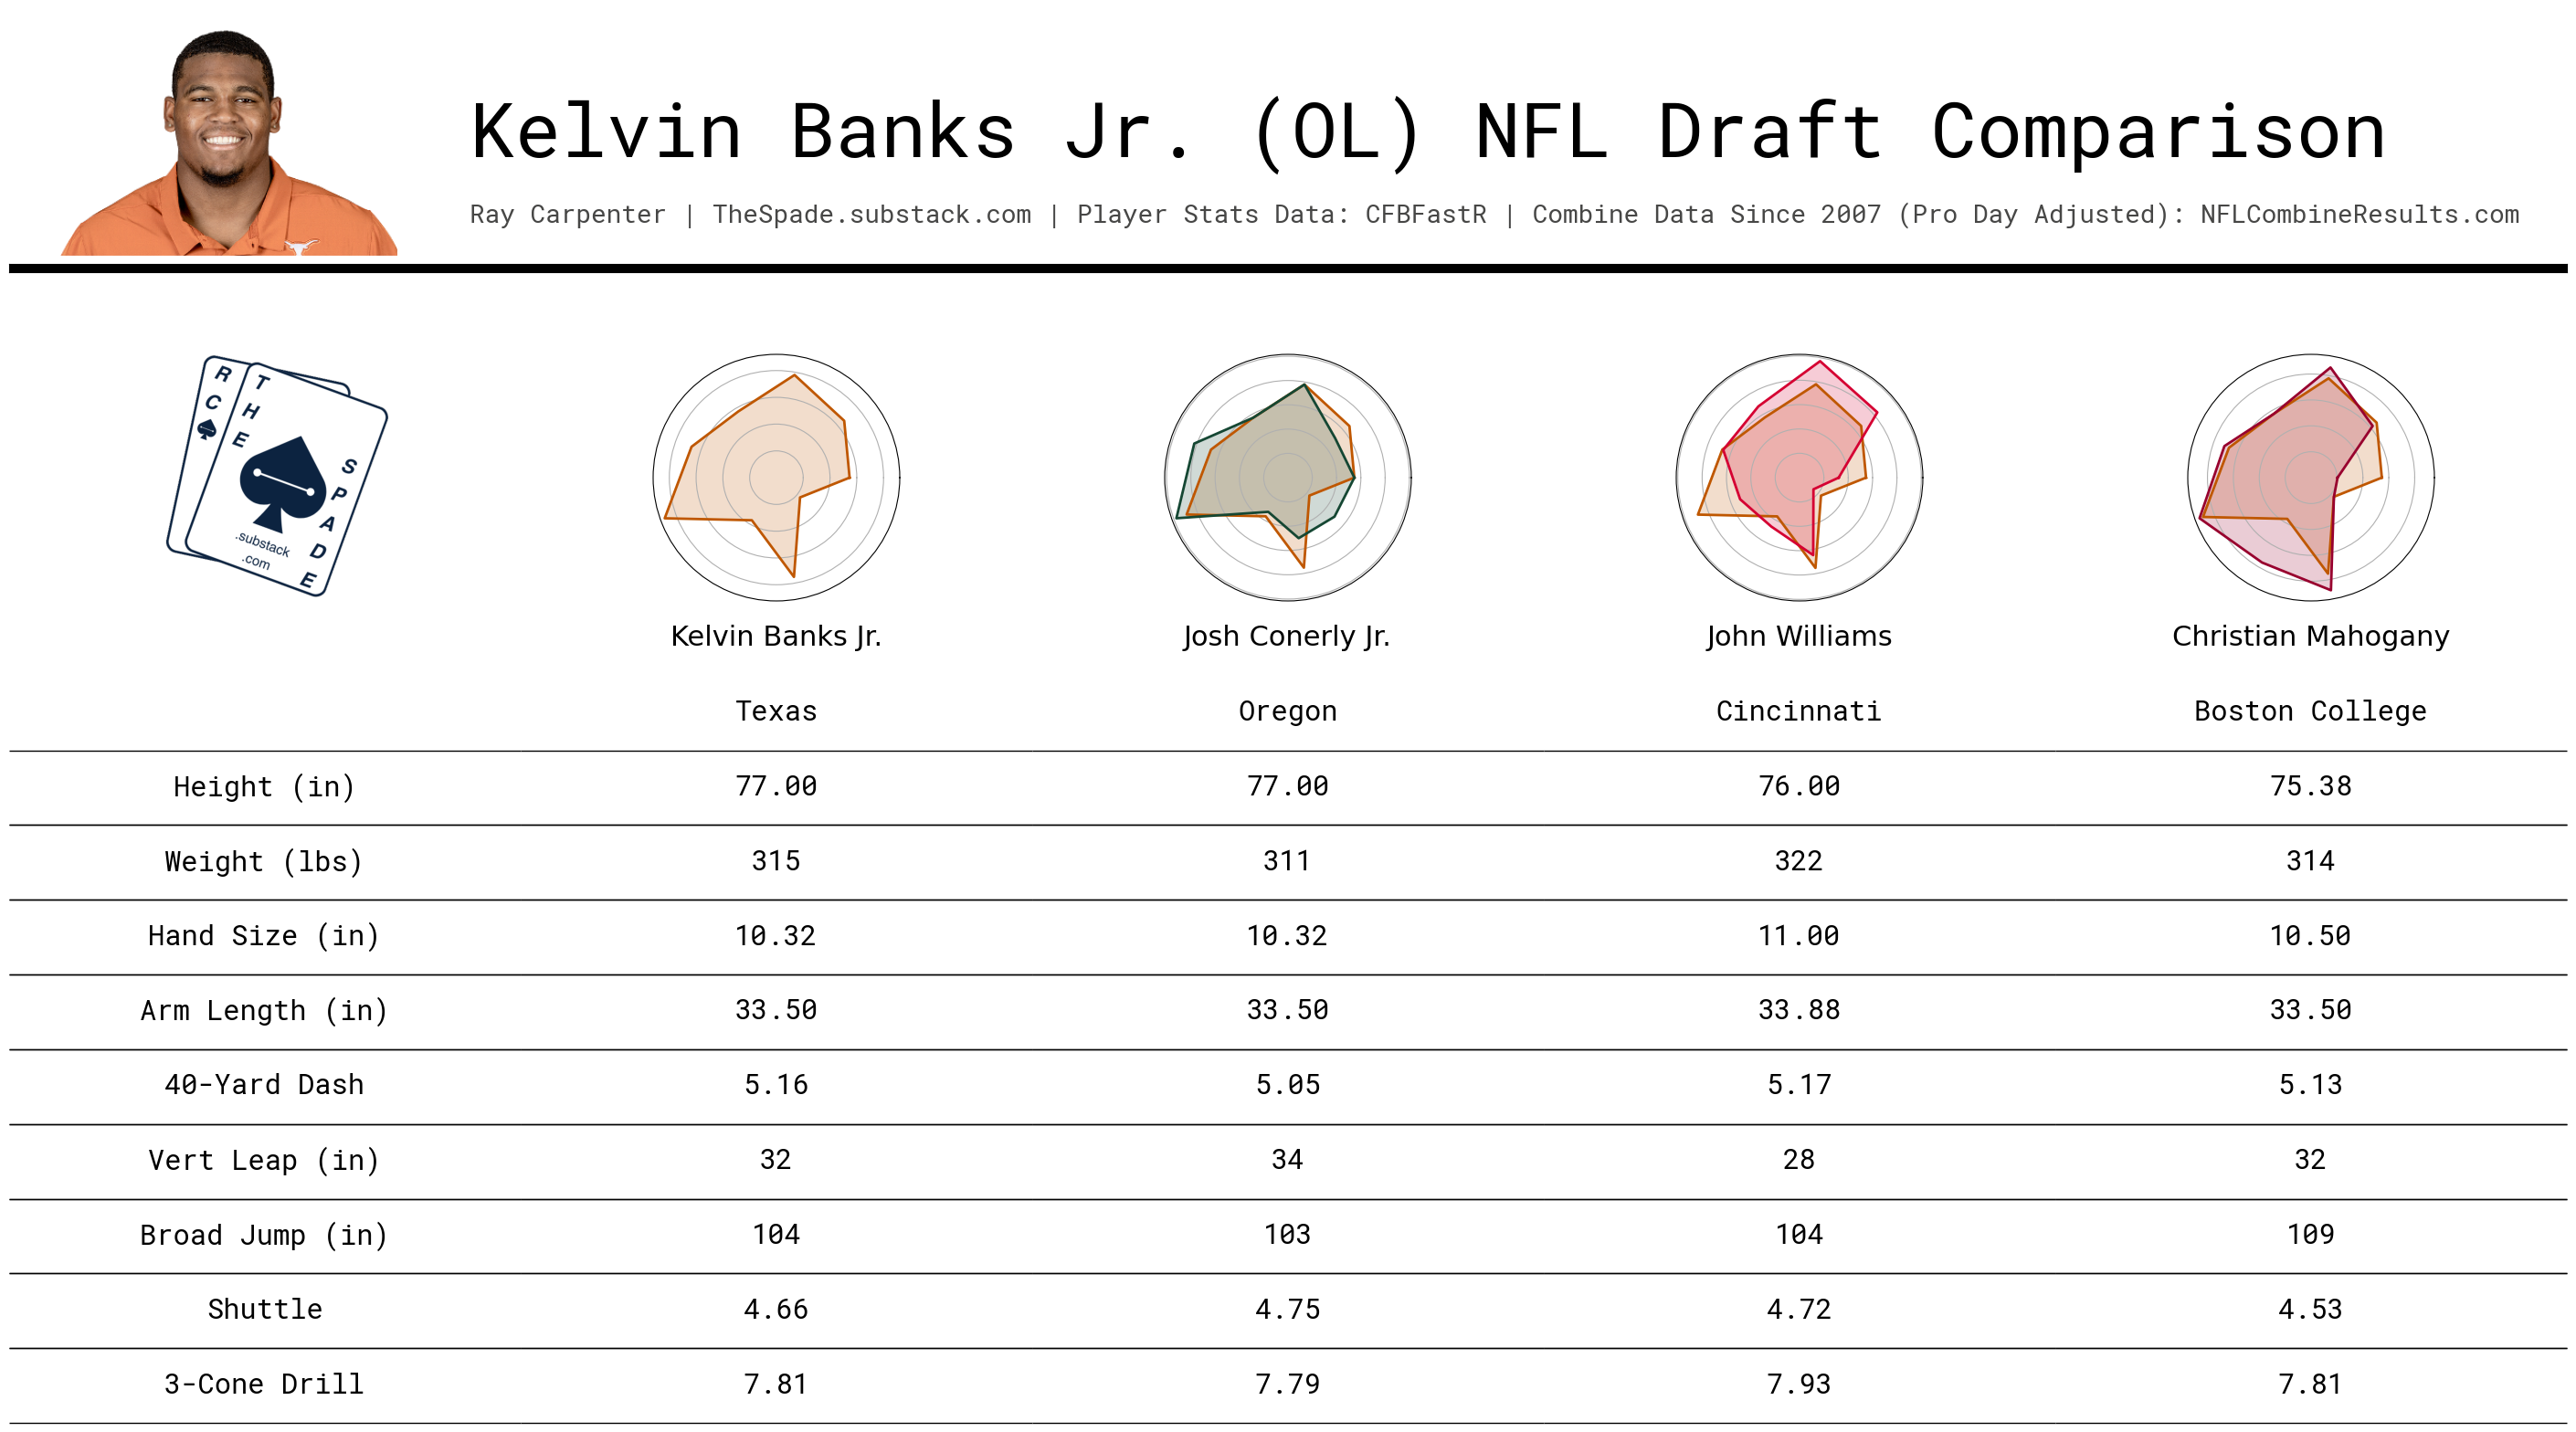 Kelvin Banks Jr. (OL) NFL Draft Comparison
Ray Carpenter | TheSpade.substack.com | Player Stats Data: CFBFastR | Combine Data Since 2007 (Pro Day Adjusted): NFLCombineResults.com
RC
THE
SPADE
.substack
.com
Kelvin Banks Jr. Josh Conerly Jr. John Williams Christian Mahogany
Texas Oregon Cincinnati Boston College
Height (in) 77.00 77.00 76.00 75.38
Weight (lbs) 315 311 322 314
Hand Size (in) 10.32 10.32 11.00 10.50
Arm Length (in) 33.50 33.50 33.88 33.50
40-Yard Dash 5.16 5.05 5.17 5.13
Vert Leap (in) 32 34 28 32
Broad Jump (in) 104 103 104 109
Shuttle 4.66 4.75 4.72 4.53
3-Cone Drill 7.81 7.79 7.93 7.81